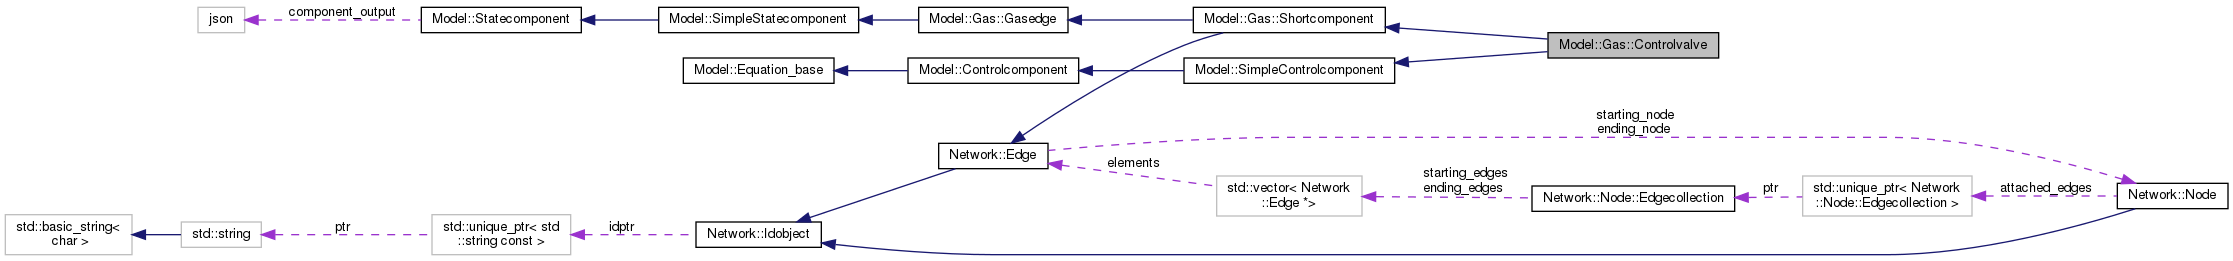 json
component_output
Model::Statecomponent
Model::SimpleStatecomponent
Model::Gas::Gasedge
Model::Gas::Shortcomponent
Model::Gas::Controlvalve
Model::Equation_base
Model::Controlcomponent
Model::SimpleControlcomponent
starting_node
ending_node
Network::Edge
elements
std::vector< Network
::Edge *>
starting_edges
ending_edges
Network::Node::Edgecollection
ptr
std::unique_ptr< Network
::Node::Edgecollection >
attached_edges
Network::Node
std::basic_string<
char >
std::string
ptr
std::unique_ptr< std
::string const >
idptr
Network::Idobject